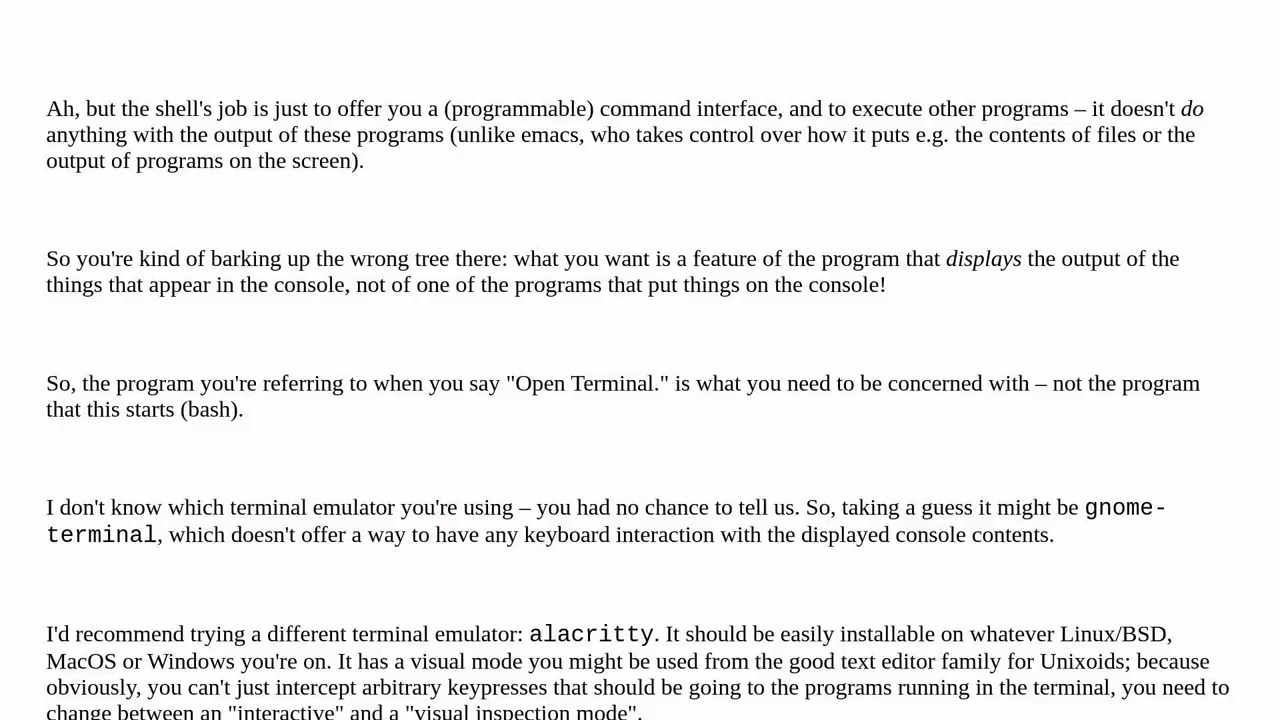 Ah, but the shell's job is just to offer you a (programmable) command interface, and to execute other programs – it doesn't do
anything with the output of these programs (unlike emacs, who takes control over how it puts e.g. the contents of files or the
output of programs on the screen).
So you're kind of barking up the wrong tree there: what you want is a feature of the program that displays the output of the
things that appear in the console, not of one of the programs that put things on the console!
So, the program you're referring to when you say "Open Terminal." is what you need to be concerned with – not the program
that this starts (bash).
I don't know which terminal emulator you're using – you had no chance to tell us. So, taking a guess it might be gnome-
terminal, which doesn't offer a way to have any keyboard interaction with the displayed console contents.
I'd recommend trying a different terminal emulator: alacritty. It should be easily installable on whatever Linux/BSD,
MacOS or Windows you're on. It has a visual mode you might be used from the good text editor family for Unixoids; because
obviously, you can't just intercept arbitrary keypresses that should be going to the programs running in the terminal, you need to
change between an "interactive" and a "visual inspection mode".